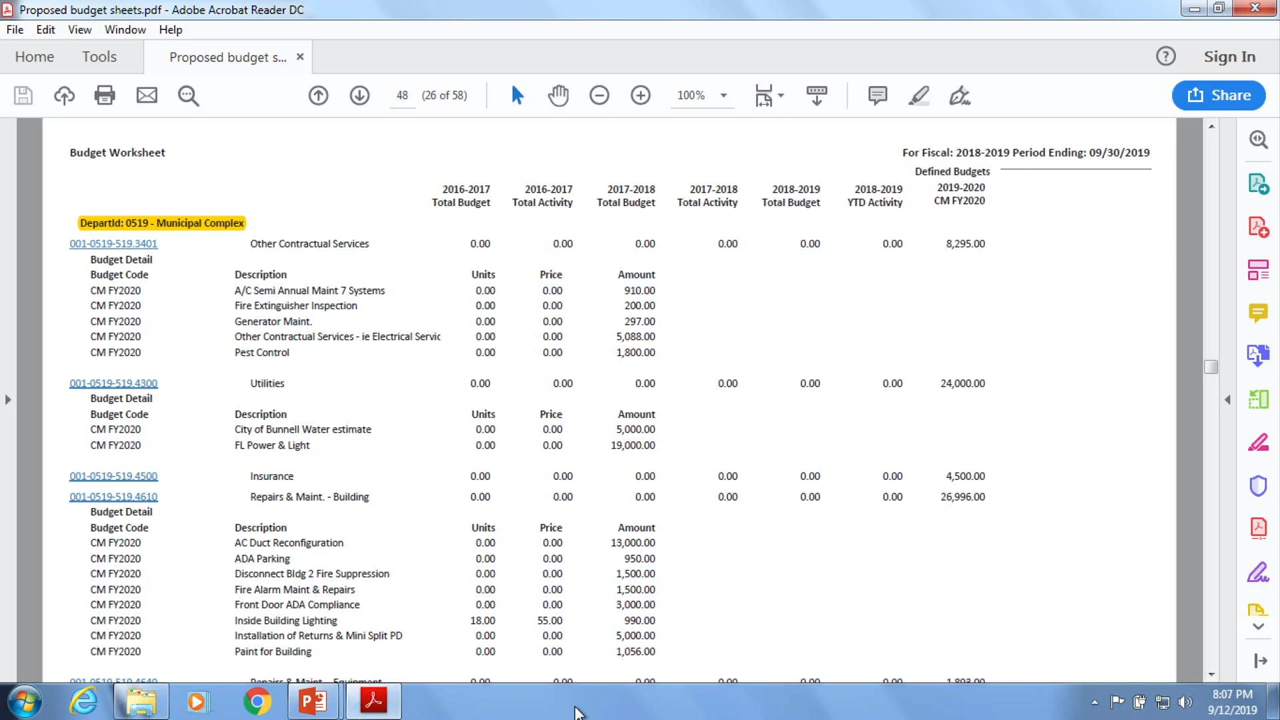 Proposed budget sheets.pdf - Adobe Acrobat Reader DC
File Edit View Window Help
Home Tools Proposed budget s... × Sign In
48 (26 of 58) 100% Share
Budget Worksheet For Fiscal: 2018-2019 Period Ending: 09/30/2019
Defined Budgets
2016-2017 2016-2017 2017-2018 2017-2018 2018-2019 2018-2019 2019-2020
Total Budget Total Activity Total Budget Total Activity Total Budget YTD Activity CM FY2020
DepartId: 0519 - Municipal Complex
001-0519-519.3401 Other Contractual Services 0.00 0.00 0.00 0.00 0.00 0.00 8,295.00
Budget Detail
Budget Code Description Units Price Amount
CM FY2020 A/C Semi Annual Maint 7 Systems 0.00 0.00 910.00
CM FY2020 Fire Extinguisher Inspection 0.00 0.00 200.00
CM FY2020 Generator Maint. 0.00 0.00 297.00
CM FY2020 Other Contractual Services - ie Electrical Servic 0.00 0.00 5,088.00
CM FY2020 Pest Control 0.00 0.00 1,800.00
001-0519-519.4300 Utilities 0.00 0.00 0.00 0.00 0.00 0.00 24,000.00
Budget Detail
Budget Code Description Units Price Amount
CM FY2020 City of Bunnell Water estimate 0.00 0.00 5,000.00
CM FY2020 FL Power & Light 0.00 0.00 19,000.00
001-0519-519.4500 Insurance 0.00 0.00 0.00 0.00 0.00 0.00 4,500.00
001-0519-519.4610 Repairs & Maint. - Building 0.00 0.00 0.00 0.00 0.00 0.00 26,996.00
Budget Detail
Budget Code Description Units Price Amount
CM FY2020 AC Duct Reconfiguration 0.00 0.00 13,000.00
CM FY2020 ADA Parking 0.00 0.00 950.00
CM FY2020 Disconnect Bldg 2 Fire Suppression 0.00 0.00 1,500.00
CM FY2020 Fire Alarm Maint & Repairs 0.00 0.00 1,500.00
CM FY2020 Front Door ADA Compliance 0.00 0.00 3,000.00
CM FY2020 Inside Building Lighting 18.00 55.00 990.00
CM FY2020 Installation of Returns & Mini Split PD 0.00 0.00 5,000.00
CM FY2020 Paint for Building 0.00 0.00 1,056.00
8:07 PM
9/12/2019